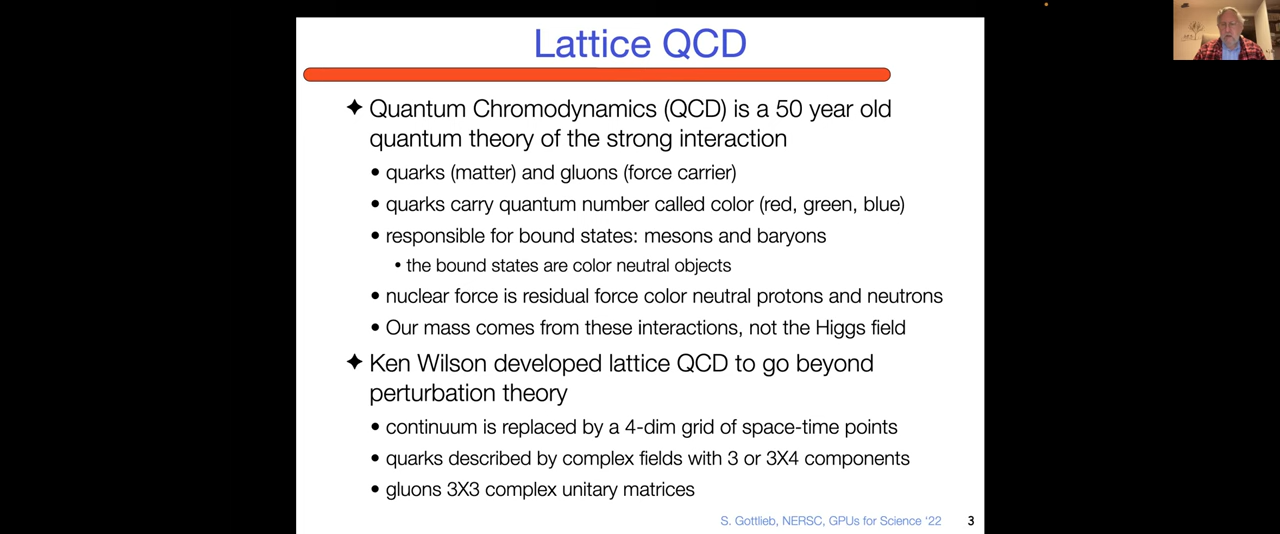 Lattice QCD
✦ Quantum Chromodynamics (QCD) is a 50 year old
quantum theory of the strong interaction
• quarks (matter) and gluons (force carrier)
• quarks carry quantum number called color (red, green, blue)
• responsible for bound states: mesons and baryons
• the bound states are color neutral objects
• nuclear force is residual force color neutral protons and neutrons
• Our mass comes from these interactions, not the Higgs field
✦ Ken Wilson developed lattice QCD to go beyond
perturbation theory
• continuum is replaced by a 4-dim grid of space-time points
• quarks described by complex fields with 3 or 3X4 components
• gluons 3X3 complex unitary matrices
S. Gottlieb, NERSC, GPUs for Science ‘22 3